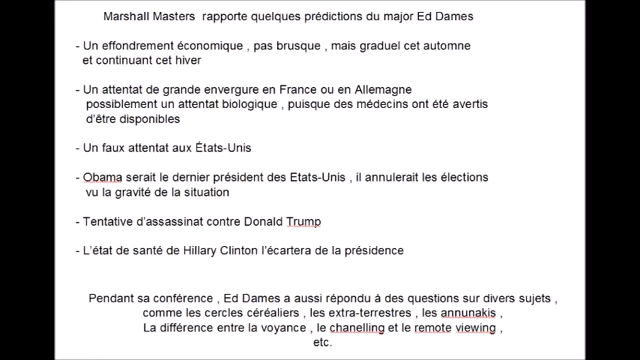 Marshall Masters rapporte quelques prédictions du major Ed Dames
- Un effondrement économique , pas brusque , mais graduel cet automne
et continuant cet hiver
- Un attentat de grande envergure en France ou en Allemagne
possiblement un attentat biologique , puisque des médecins ont été avertis
d'être disponibles
- Un faux attentat aux États-Unis
- Obama serait le dernier président des Etats-Unis , il annulerait les élections
vu la gravité de la situation
- Tentative d'assassinat contre Donald Trump
- L'état de santé de Hillary Clinton l'écartera de la présidence
Pendant sa conférence , Ed Dames a aussi répondu à des questions sur divers sujets ,
comme les cercles céréaliers , les extra-terrestres , les annunakis ,
La différence entre la voyance , le chanelling et le remote viewing ,
etc.